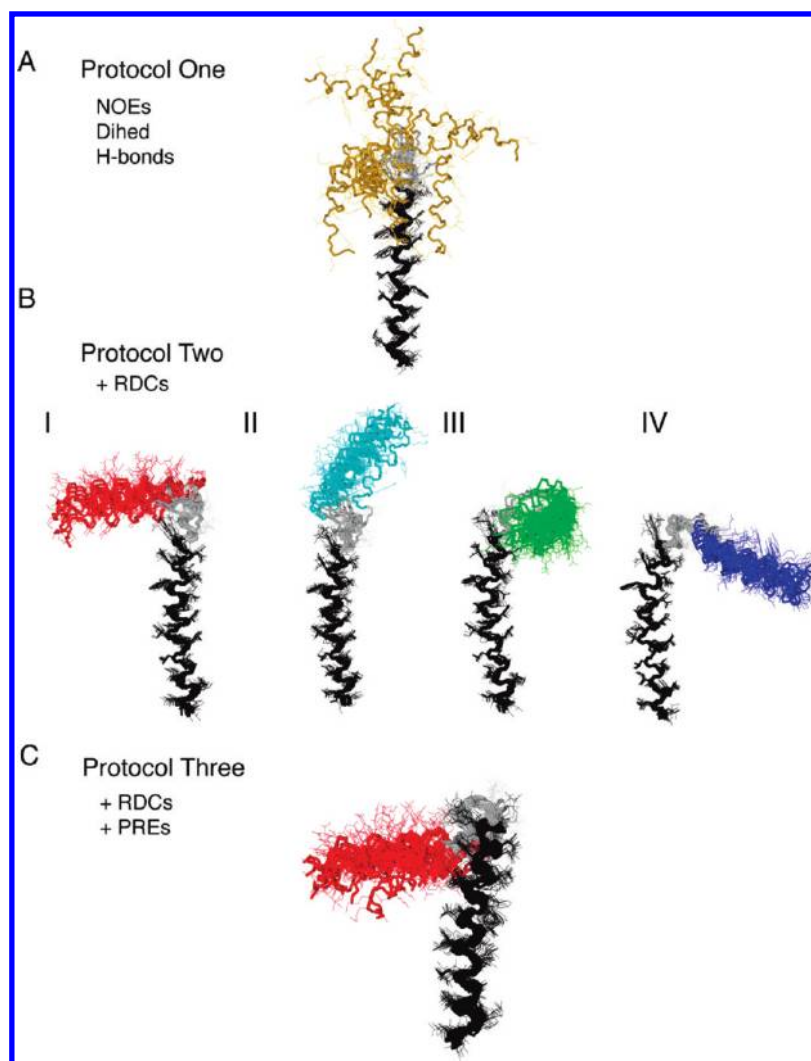 A
Protocol One
NOEs
Dihed
H-bonds
B
Protocol Two
+ RDCs
I
II
III
IV
C
Protocol Three
+ RDCs
+ PREs